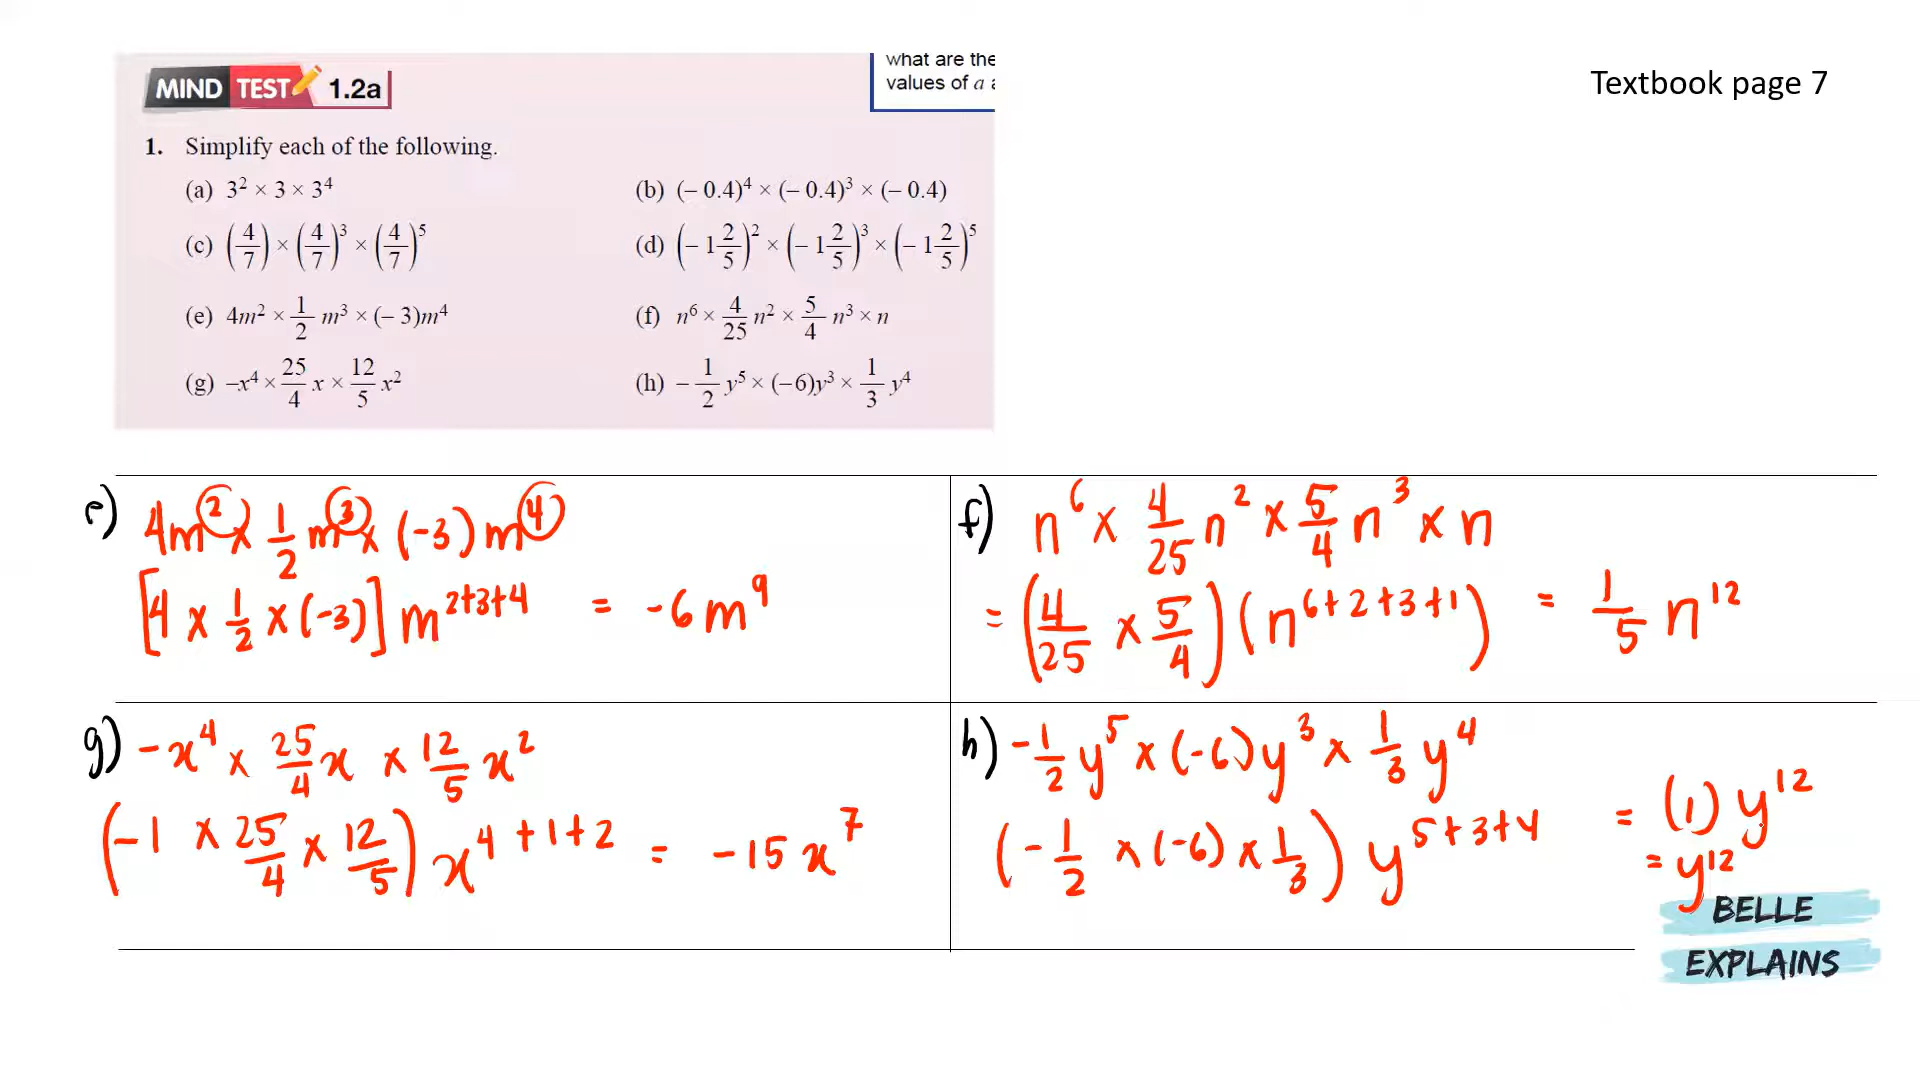 what are the
values of a a
Textbook page 7
MIND TEST 1.2a
1. Simplify each of the following.
(a) 3² × 3 × 3⁴
(b) (– 0.4)⁴ × (– 0.4)³ × (– 0.4)
(c) (4/7) × (4/7)³ × (4/7)⁵
(d) (– 1 2/5)² × (– 1 2/5)³ × (– 1 2/5)⁵
(e) 4m² × 1/2 m³ × (– 3)m⁴
(f) n⁶ × 4/25 n² × 5/4 n³ × n
(g) –x⁴ × 25/4 x × 12/5 x²
(h) – 1/2 y⁵ × (–6)y³ × 1/3 y⁴
e) 4m² × 1/2 m³ × (-3) m⁴
[4 × 1/2 × (-3)] m²⁺³⁺⁴ = -6m⁹
f) n⁶ × 4/25 n² × 5/4 n³ × n
= (4/25 × 5/4) (n⁶⁺²⁺³⁺¹) = 1/5 n¹²
g) -x⁴ × 25/4 x × 12/5 x²
(-1 × 25/4 × 12/5) x⁴⁺¹⁺² = -15x⁷
h) -1/2 y⁵ × (-6)y³ × 1/3 y⁴
(-1/2 × (-6) × 1/3) y⁵⁺³⁺⁴ = (1) y¹²
= y¹²
BELLE
EXPLAINS